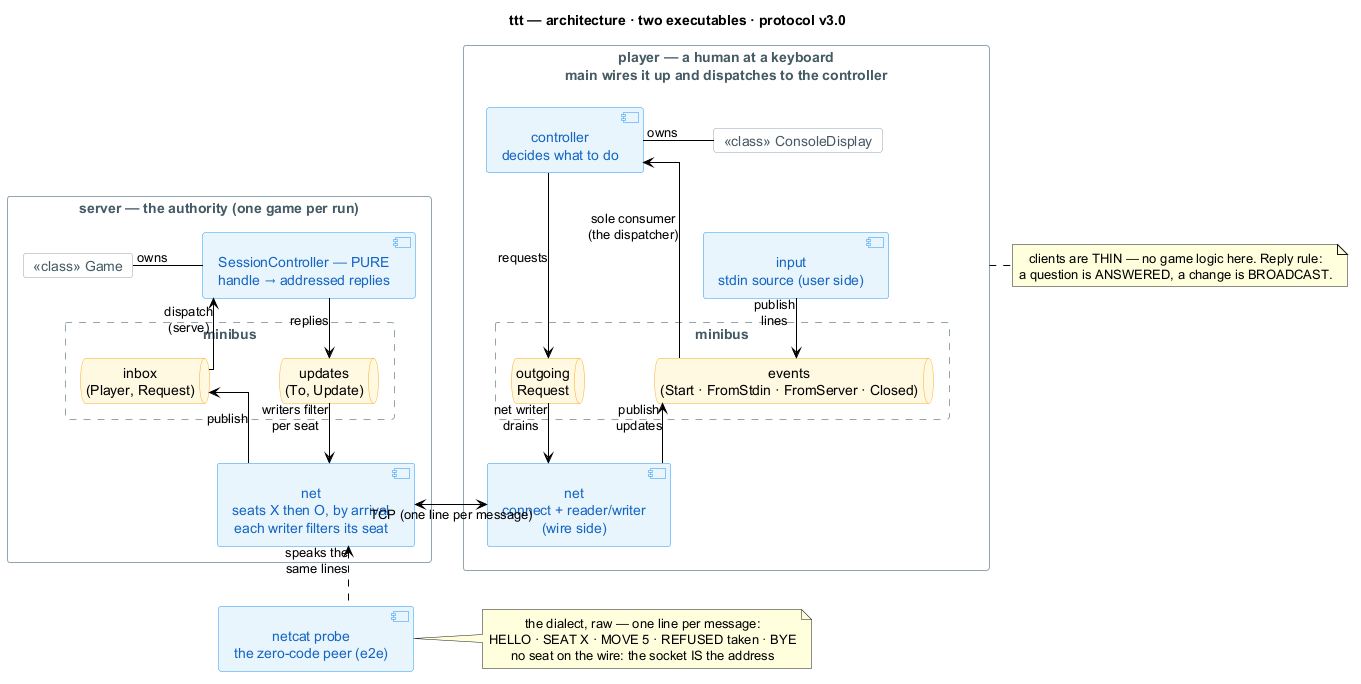 ttt — architecture · two executables · protocol v3.0
player — a human at a keyboard
main wires it up and dispatches to the controller
controller
decides what to do
owns
«class» ConsoleDisplay
sole consumer
(the dispatcher)
requests
input
stdin source (user side)
publish
lines
minibus
outgoing
Request
events
(Start · FromStdin · FromServer · Closed)
net writer
drains
publish
updates
net
connect + reader/writer
(wire side)
server — the authority (one game per run)
«class» Game
owns
SessionController — PURE
handle → addressed replies
dispatch
(serve)
replies
minibus
inbox
(Player, Request)
updates
(To, Update)
publish
writers filter
per seat
net
seats X then O, by arrival
each writer filters its seat
TCP (one line per message)
speaks the
same lines
netcat probe
the zero-code peer (e2e)
the dialect, raw — one line per message:
HELLO · SEAT X · MOVE 5 · REFUSED taken · BYE
no seat on the wire: the socket IS the address
clients are THIN — no game logic here. Reply rule:
a question is ANSWERED, a change is BROADCAST.